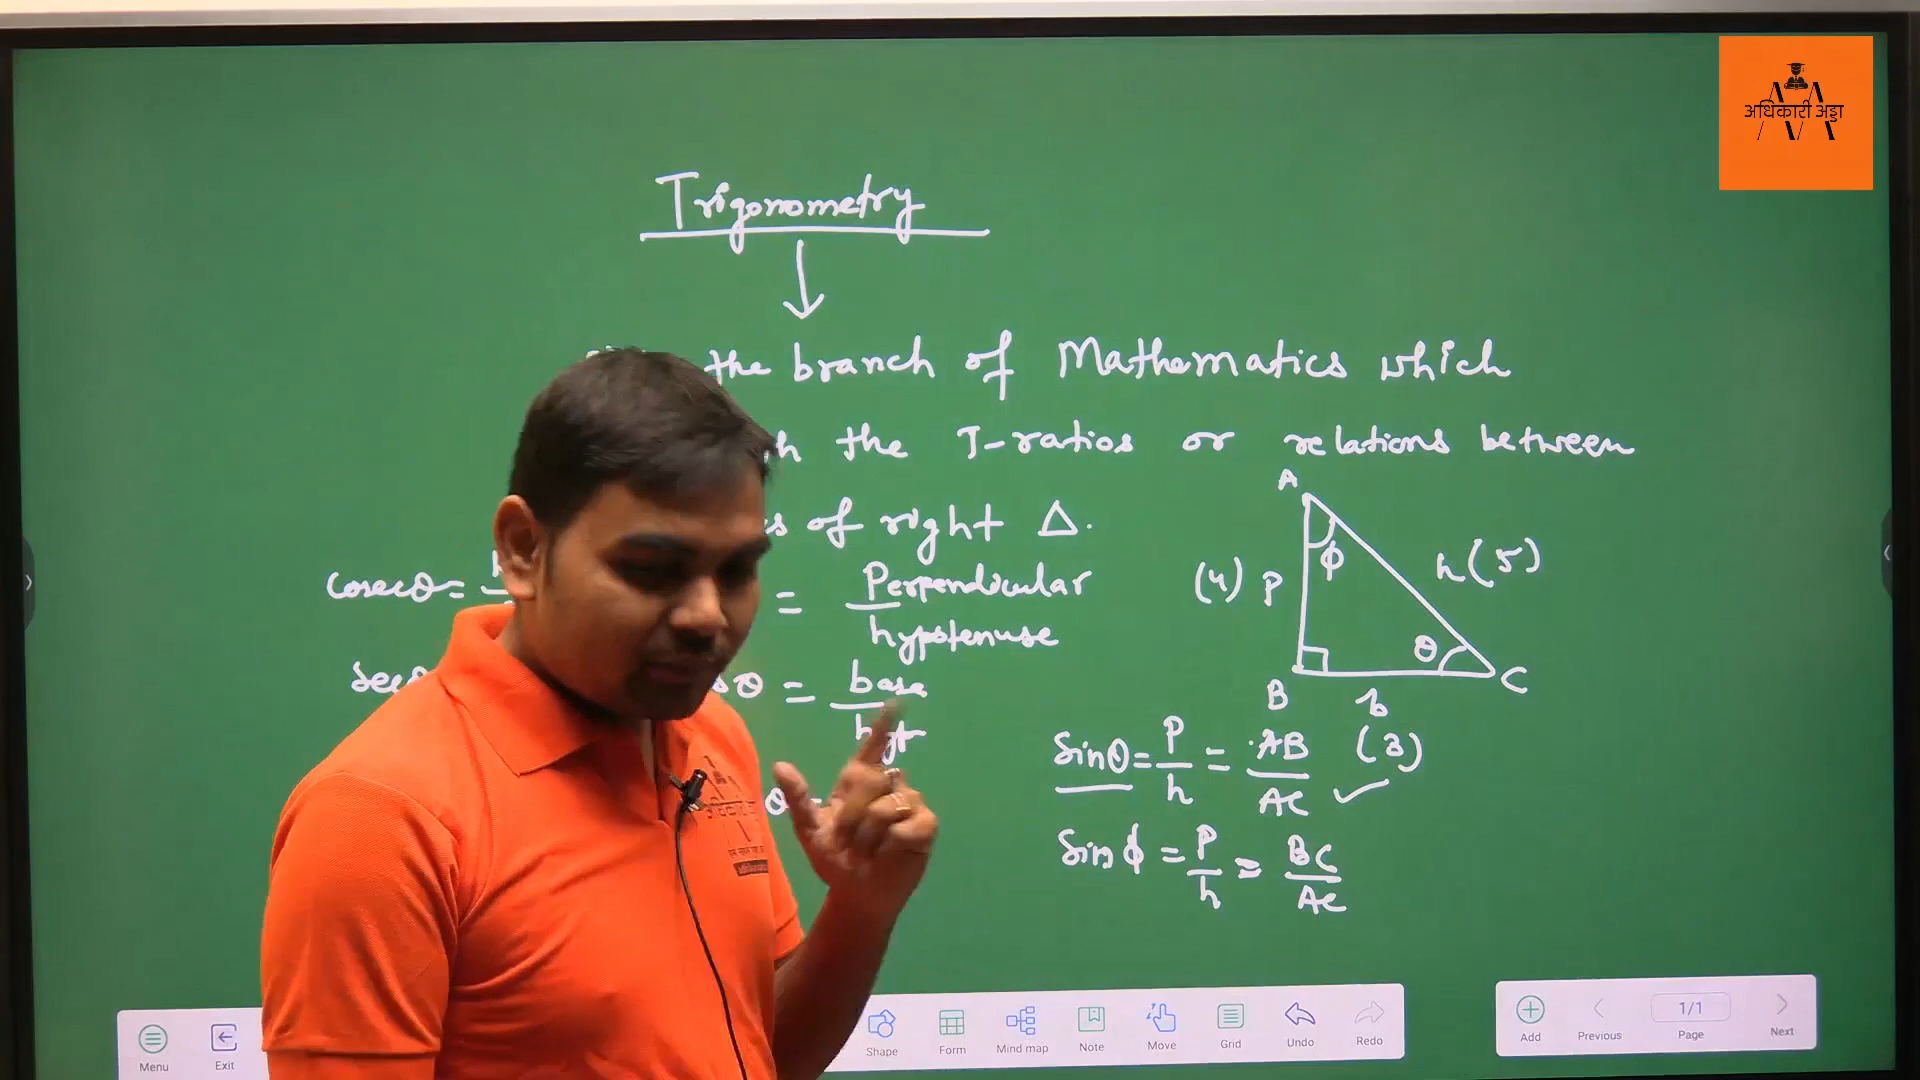 अधिकारी अड्डा
Trigonometry
the branch of Mathematics which
the T-ratios or relations between
of right Δ.
A
ϕ
(4) P
h (5)
θ
B
b
C
(3)
cosecθ =
= Perpendicular
hypotenuse
θ = base
hyt
Sinθ = P/h = AB/AC ✓
Sin ϕ = P/h = BC/AC
Menu
Exit
Shape
Form
Mind map
Note
Move
Grid
Undo
Redo
Add
Previous
1/1
Page
Next